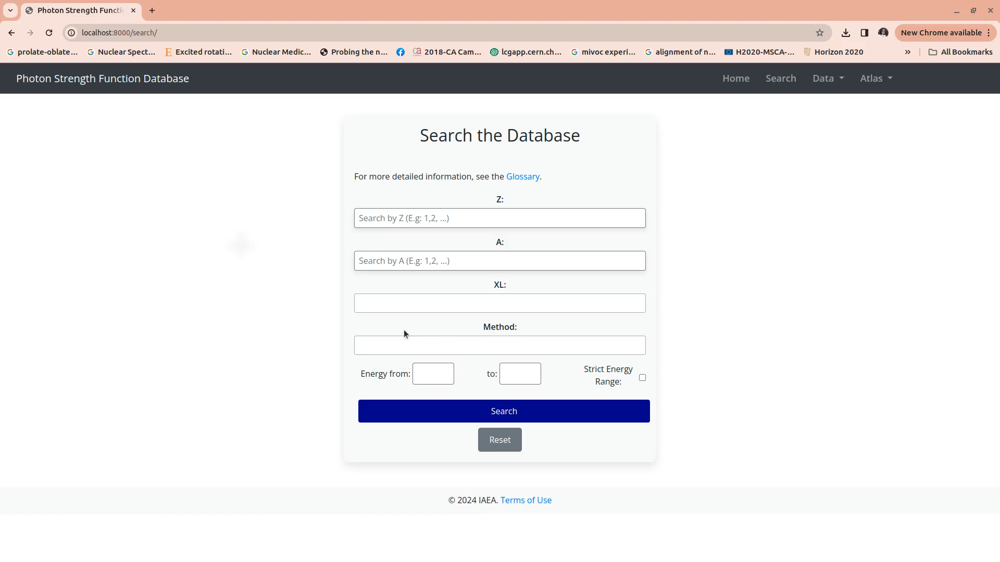 Photon Strength Functi
localhost:8000/search/
New Chrome available
prolate-oblate...
Nuclear Spect...
Excited rotati...
Nuclear Medic...
Probing the n...
2018-CA Cam...
lcgapp.cern.ch...
mivoc experi...
alignment of n...
H2020-MSCA-...
Horizon 2020
All Bookmarks
Photon Strength Function Database
Home
Search
Data
Atlas
Search the Database
For more detailed information, see the Glossary.
Z:
Search by Z (E.g: 1,2, ...)
A:
Search by A (E.g: 1,2, ...)
XL:
Method:
Energy from:
to:
Strict Energy
Range:
Search
Reset
© 2024 IAEA. Terms of Use